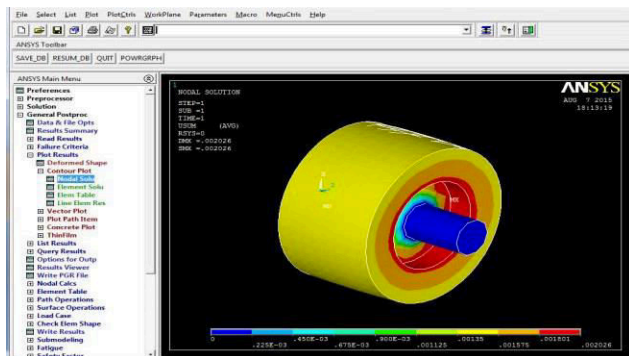 File Select List Plot PlotCtrls WorkPlane Parameters Macro MenuCtrls Help
ANSYS Toolbar
SAVE_DB RESUM_DB QUIT POWRGRPH
ANSYS Main Menu
Preferences
Preprocessor
Solution
General Postproc
Data & File Opts
Results Summary
Read Results
Failure Criteria
Plot Results
Deformed Shape
Contour Plot
Nodal Solu
Element Solu
Elem Table
Line Elem Res
Vector Plot
Plot Path Item
Concrete Plot
ThinFilm
List Results
Query Results
Options for Outp
Results Viewer
Write PGR File
Nodal Calcs
Element Table
Path Operations
Surface Operations
Load Case
Check Elem Shape
Write Results
Submodeling
Fatigue
Safety Factor
1
NODAL SOLUTION
STEP=1
SUB =1
TIME=1
USUM (AVG)
RSYS=0
DMX =.002026
SMX =.002026
ANSYS
AUG 7 2015
18:13:19
MN
MX
0 .450E-03 .900E-03 .00135 .001801
.225E-03 .675E-03 .001125 .001575 .002026